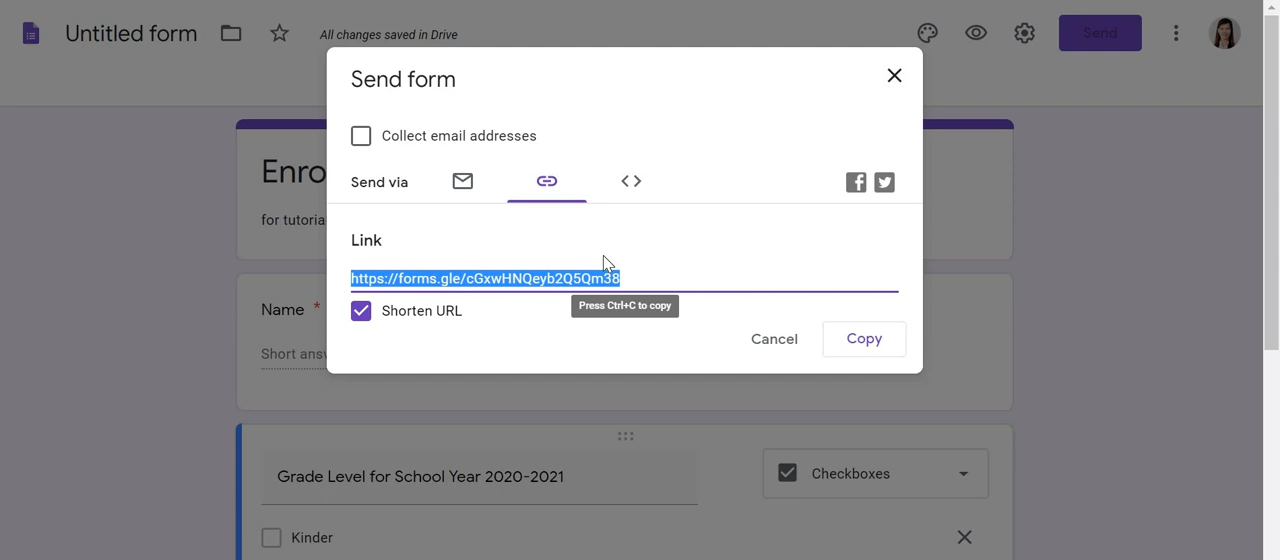 Untitled form
All changes saved in Drive
Send
Send form
Collect email addresses
Send via
Link
https://forms.gle/cGxwHNQeyb2Q5Qm38
Press Ctrl+C to copy
Shorten URL
Cancel
Copy
Enro
for tutoria
Name *
Short answ
Grade Level for School Year 2020-2021
Checkboxes
Kinder